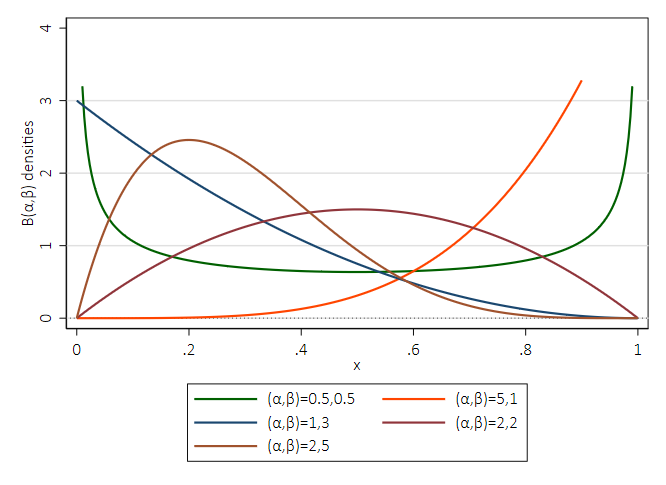 B(α,β) densities
4
3
2
1
0
0 .2 .4 .6 .8 1
x
(α,β)=0.5,0.5 (α,β)=5,1
(α,β)=1,3 (α,β)=2,2
(α,β)=2,5